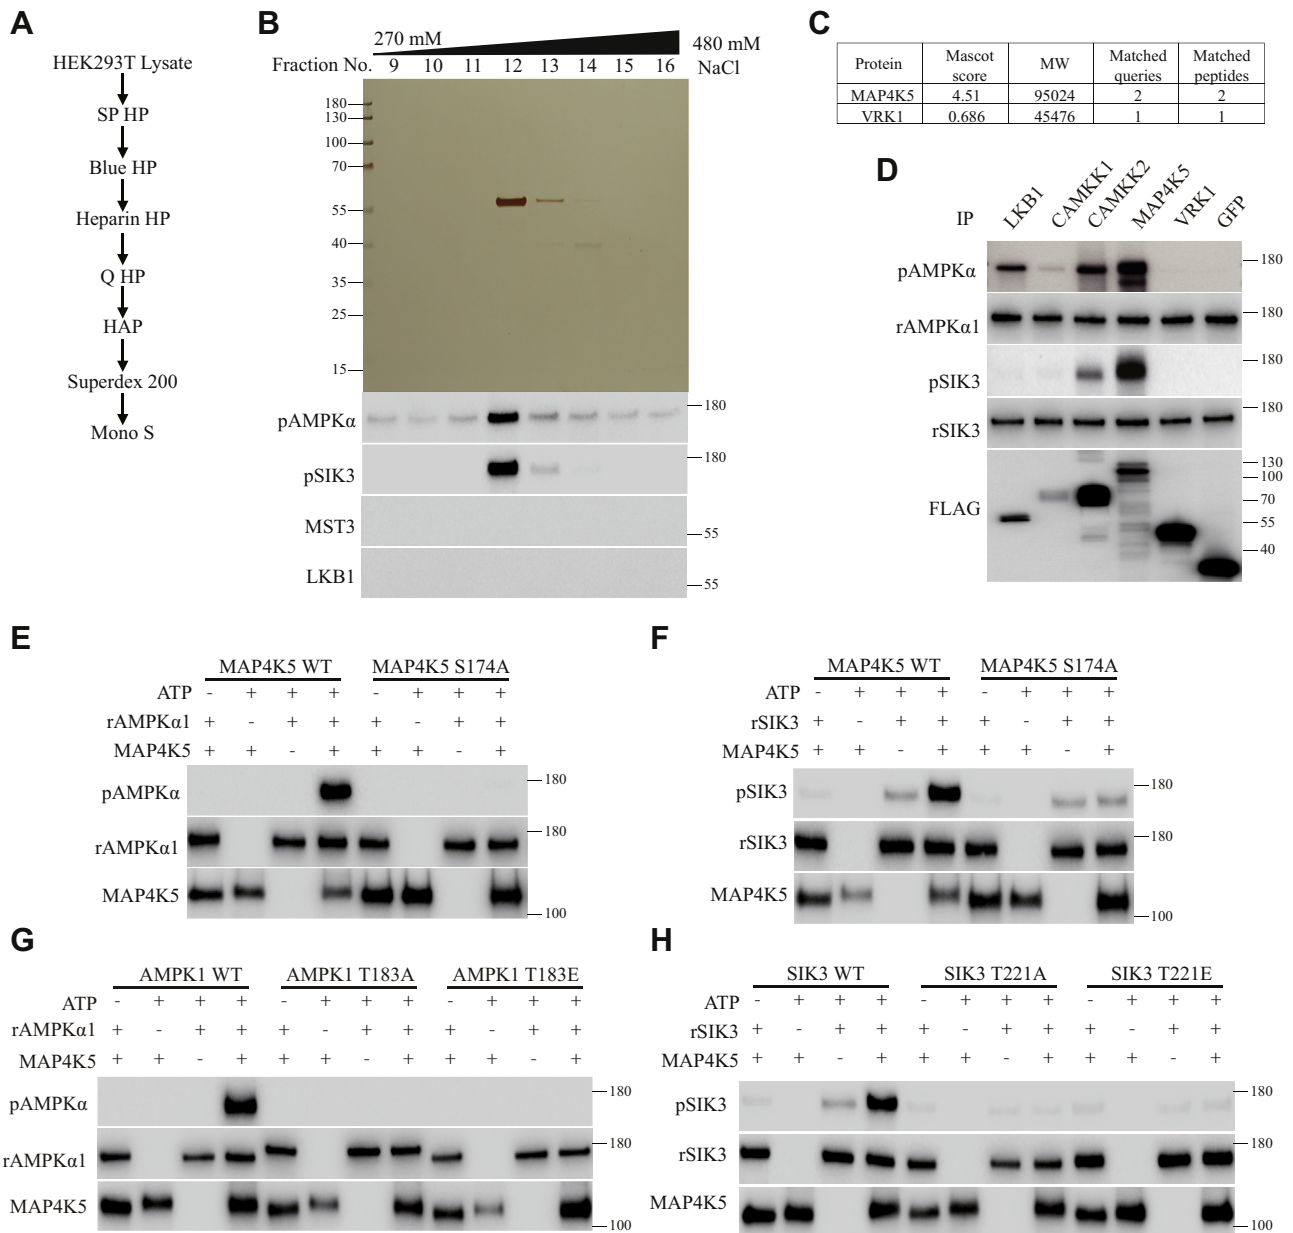 A
HEK293T Lysate
SP HP
Blue HP
Heparin HP
Q HP
HAP
Superdex 200
Mono S
B
270 mM
480 mM
Fraction No. 9 10 11 12 13 14 15 16 NaCl
180
130
100
70
55
40
35
25
15
pAMPKα 180
pSIK3 180
MST3 55
LKB1 55
C
Protein Mascot score MW Matched queries Matched peptides
MAP4K5 4.51 95024 2 2
VRK1 0.686 45476 1 1
D
IP LKB1 CAMKK1 CAMKK2 MAP4K5 VRK1 GFP
pAMPKα 180
rAMPKα1 180
pSIK3 180
rSIK3 180
FLAG 130 100 70 55 40
E
MAP4K5 WT MAP4K5 S174A
ATP - + + + - + + +
rAMPKα1 + - + + + - + +
MAP4K5 + + - + + + - +
pAMPKα 180
rAMPKα1 180
MAP4K5 100
F
MAP4K5 WT MAP4K5 S174A
ATP - + + + - + + +
rSIK3 + - + + + - + +
MAP4K5 + + - + + + - +
pSIK3 180
rSIK3 180
MAP4K5 100
G
AMPK1 WT AMPK1 T183A AMPK1 T183E
ATP - + + + - + + + - + + +
rAMPKα1 + - + + + - + + + - + +
MAP4K5 + + - + + + - + + + - +
pAMPKα 180
rAMPKα1 180
MAP4K5 100
H
SIK3 WT SIK3 T221A SIK3 T221E
ATP - + + + - + + + - + + +
rSIK3 + - + + + - + + + - + +
MAP4K5 + + - + + + - + + + - +
pSIK3 180
rSIK3 180
MAP4K5 100